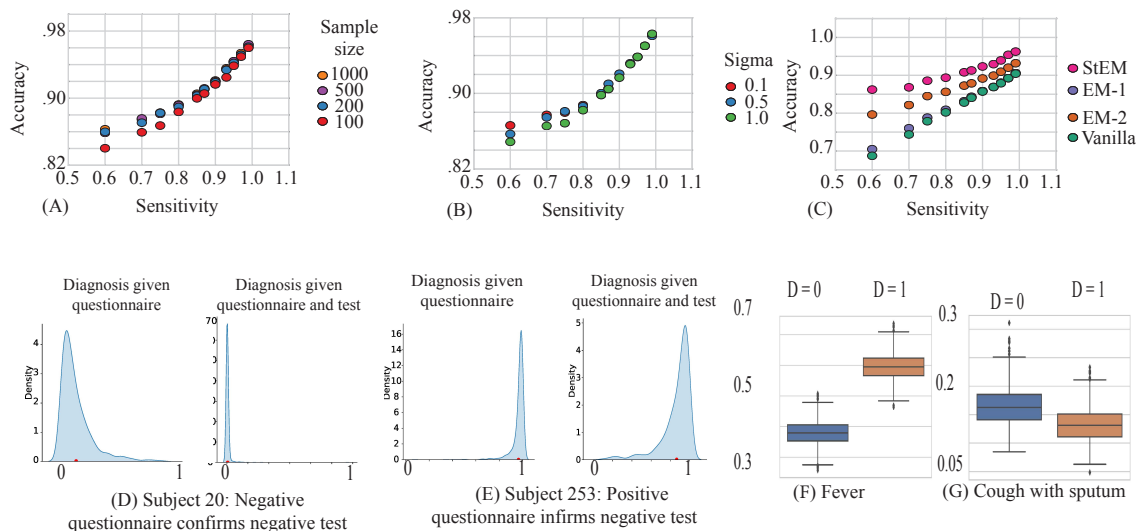 .98
.90
.82
Accuracy
0.5 0.6 0.7 0.8 0.9 1.0 1.1
(A) Sensitivity
Sample
size
1000
500
200
100
.98
.90
.82
Accuracy
0.5 0.6 0.7 0.8 0.9 1.0 1.1
(B) Sensitivity
Sigma
0.1
0.5
1.0
1.0
0.9
0.8
0.7
Accuracy
0.5 0.6 0.7 0.8 0.9 1.0 1.1
(C) Sensitivity
StEM
EM-1
EM-2
Vanilla
Diagnosis given
questionnaire
Density
4
3
2
1
0
0 1
Diagnosis given
questionnaire and test
70
0
0 1
(D) Subject 20: Negative
questionnaire confirms negative test
Diagnosis given
questionnaire
Density
16
14
12
10
8
6
4
2
0
0 1
Diagnosis given
questionnaire and test
Density
5
4
3
2
1
0
0 1
(E) Subject 253: Positive
questionnaire infirms negative test
D = 0 D = 1
0.7
0.5
0.3
(F) Fever
D = 0 D = 1
0.3
0.2
0.05
(G) Cough with sputum